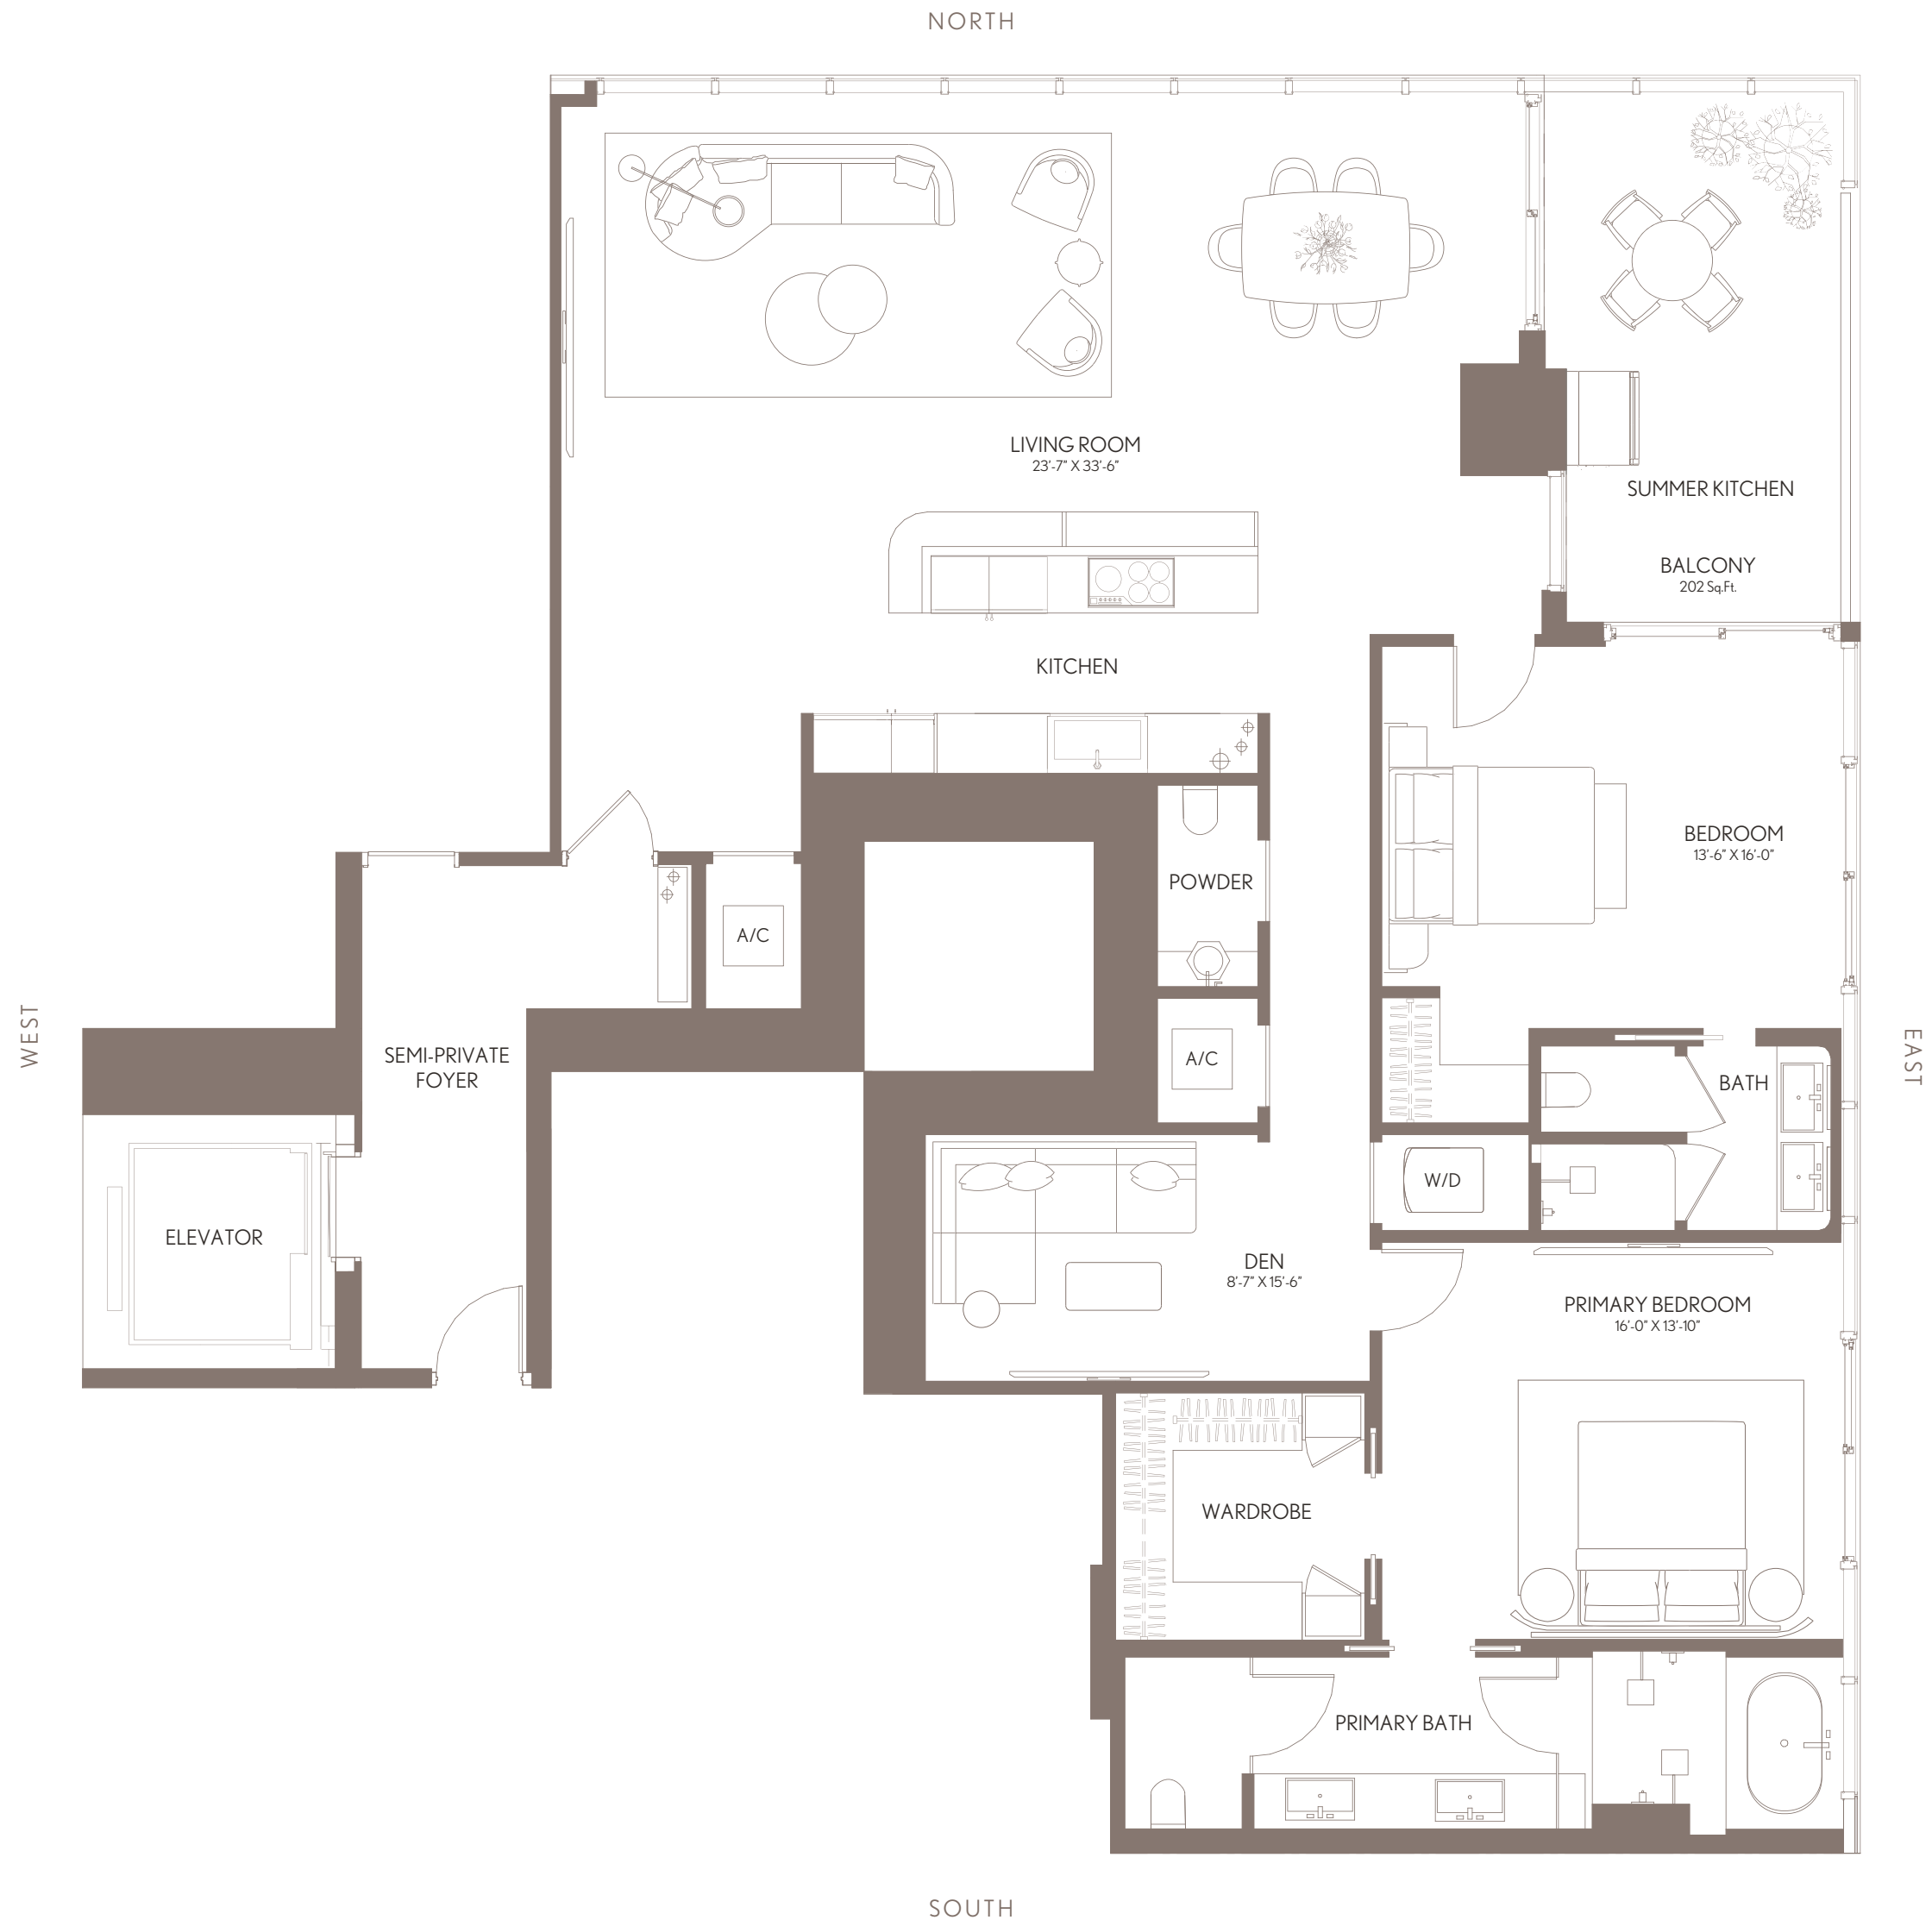 NORTH
LIVING ROOM
23'-7" X 33'-6"
SUMMER KITCHEN
BALCONY
202 Sq.Ft.
KITCHEN
BEDROOM
13'-6" X 16'-0"
POWDER
A/C
WEST
SEMI-PRIVATE
FOYER
A/C
BATH
EAST
W/D
ELEVATOR
DEN
8'-7" X 15'-6"
PRIMARY BEDROOM
16'-0" X 13'-10"
WARDROBE
PRIMARY BATH
SOUTH